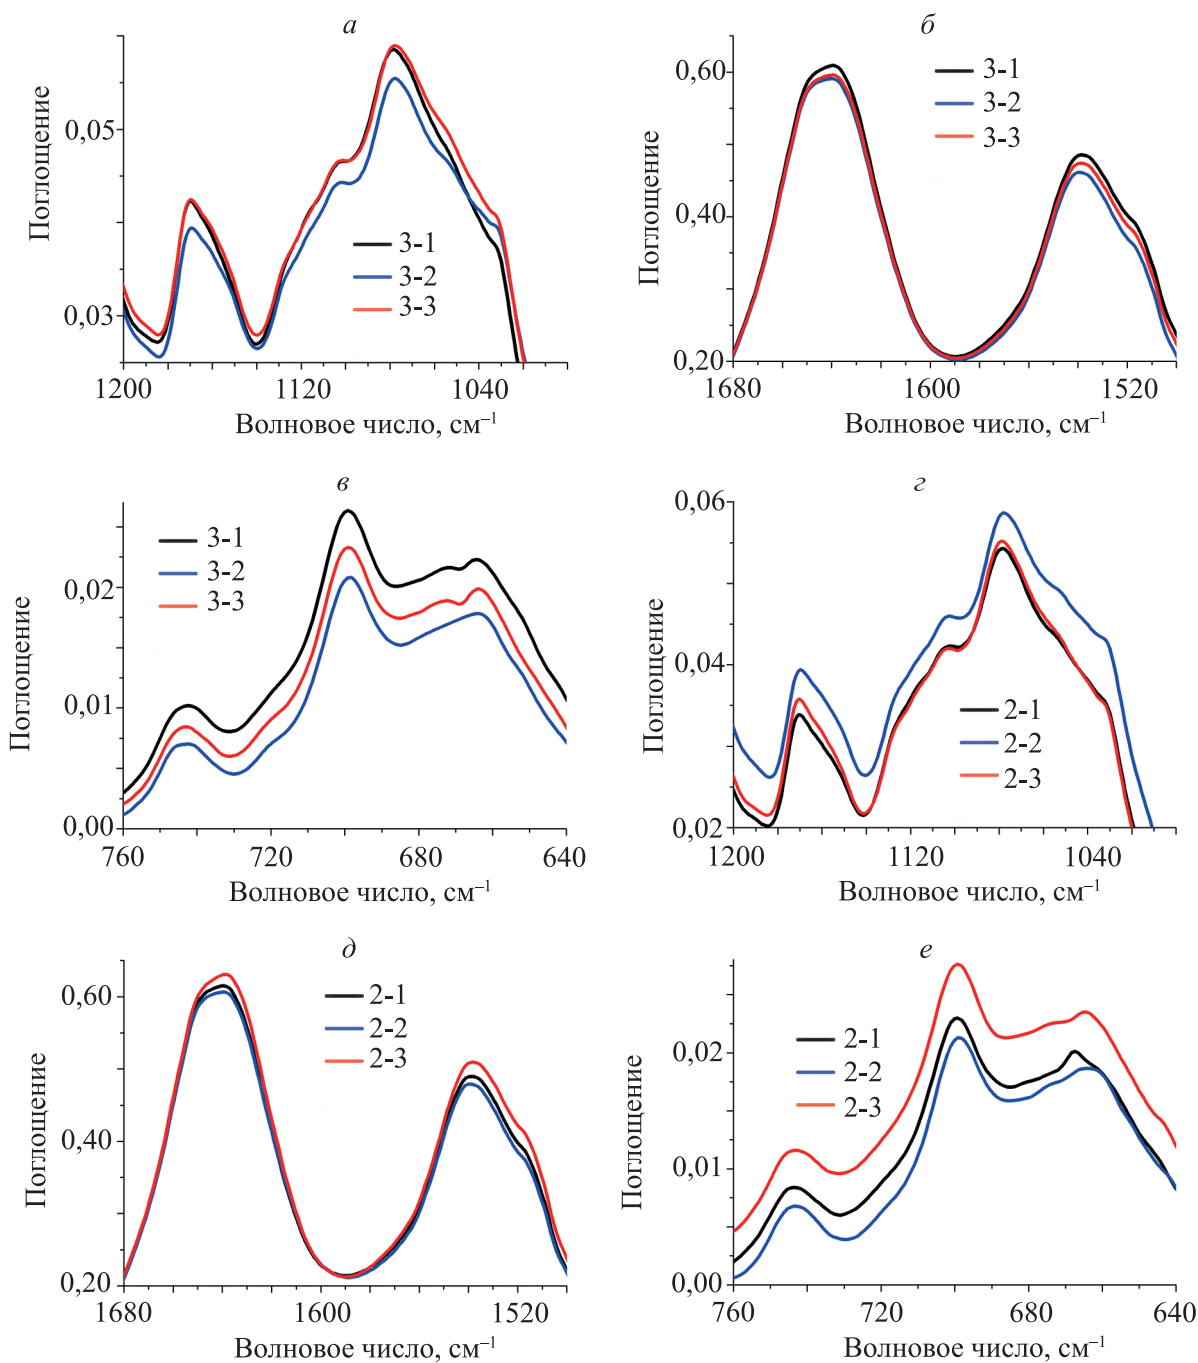 а
Поглощение
0,05
0,03
3-1
3-2
3-3
1200 1120 1040
Волновое число, см⁻¹
б
Поглощение
0,60
0,40
0,20
3-1
3-2
3-3
1680 1600 1520
Волновое число, см⁻¹
в
Поглощение
0,02
0,01
0,00
3-1
3-2
3-3
760 720 680 640
Волновое число, см⁻¹
г
Поглощение
0,06
0,04
0,02
2-1
2-2
2-3
1200 1120 1040
Волновое число, см⁻¹
д
Поглощение
0,60
0,40
0,20
2-1
2-2
2-3
1680 1600 1520
Волновое число, см⁻¹
е
Поглощение
0,02
0,01
0,00
2-1
2-2
2-3
760 720 680 640
Волновое число, см⁻¹